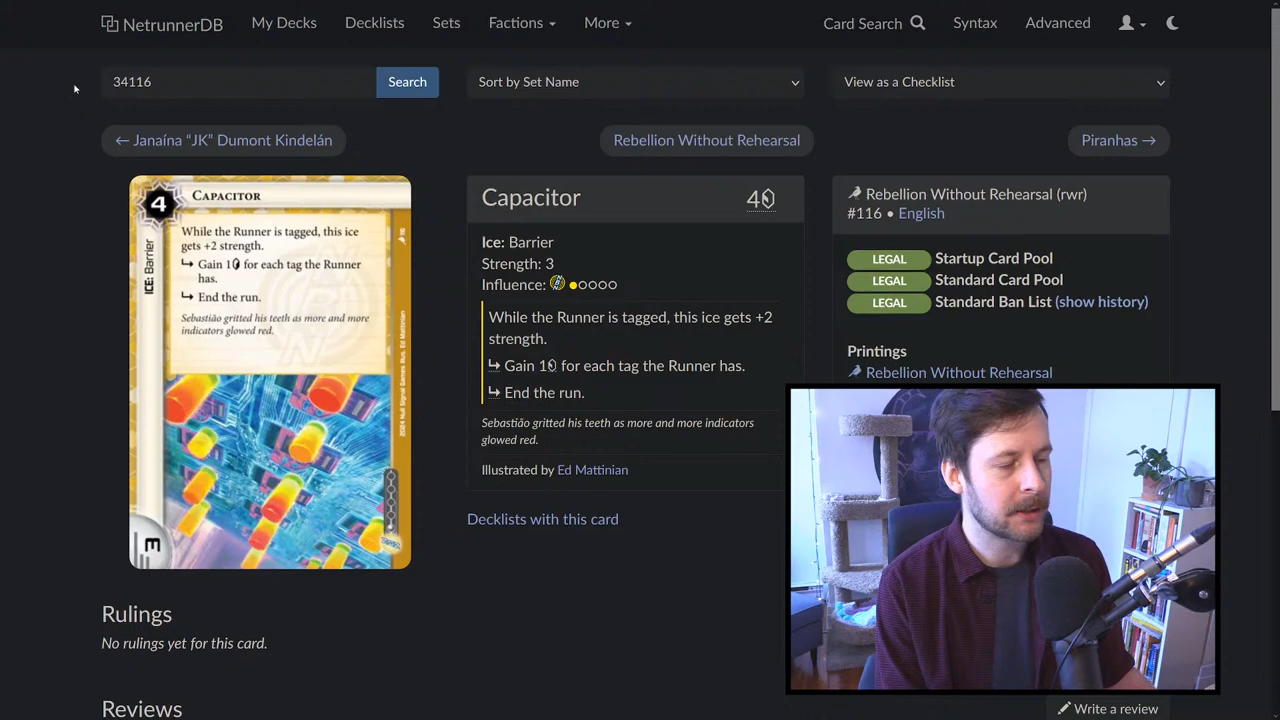 NetrunnerDB
My Decks
Decklists
Sets
Factions
More
Card Search
Syntax
Advanced
34116
Search
Sort by Set Name
View as a Checklist
← Janaína “JK” Dumont Kindelán
Rebellion Without Rehearsal
Piranhas →
4
CAPACITOR
ICE: Barrier
While the Runner is tagged, this ice
gets +2 strength.
↳ Gain 1 for each tag the Runner
has.
↳ End the run.
Sebastião gritted his teeth as more and more
indicators glowed red.
2024 Null Signal Games. Illus. Ed Mattinian
3
Capacitor
4
Ice: Barrier
Strength: 3
Influence:
While the Runner is tagged, this ice gets +2
strength.
↳ Gain 1 for each tag the Runner has.
↳ End the run.
Sebastião gritted his teeth as more and more indicators
glowed red.
Illustrated by Ed Mattinian
Decklists with this card
Rebellion Without Rehearsal (rwr)
#116 • English
LEGAL Startup Card Pool
LEGAL Standard Card Pool
LEGAL Standard Ban List (show history)
Printings
Rebellion Without Rehearsal
Rulings
No rulings yet for this card.
Reviews
Write a review